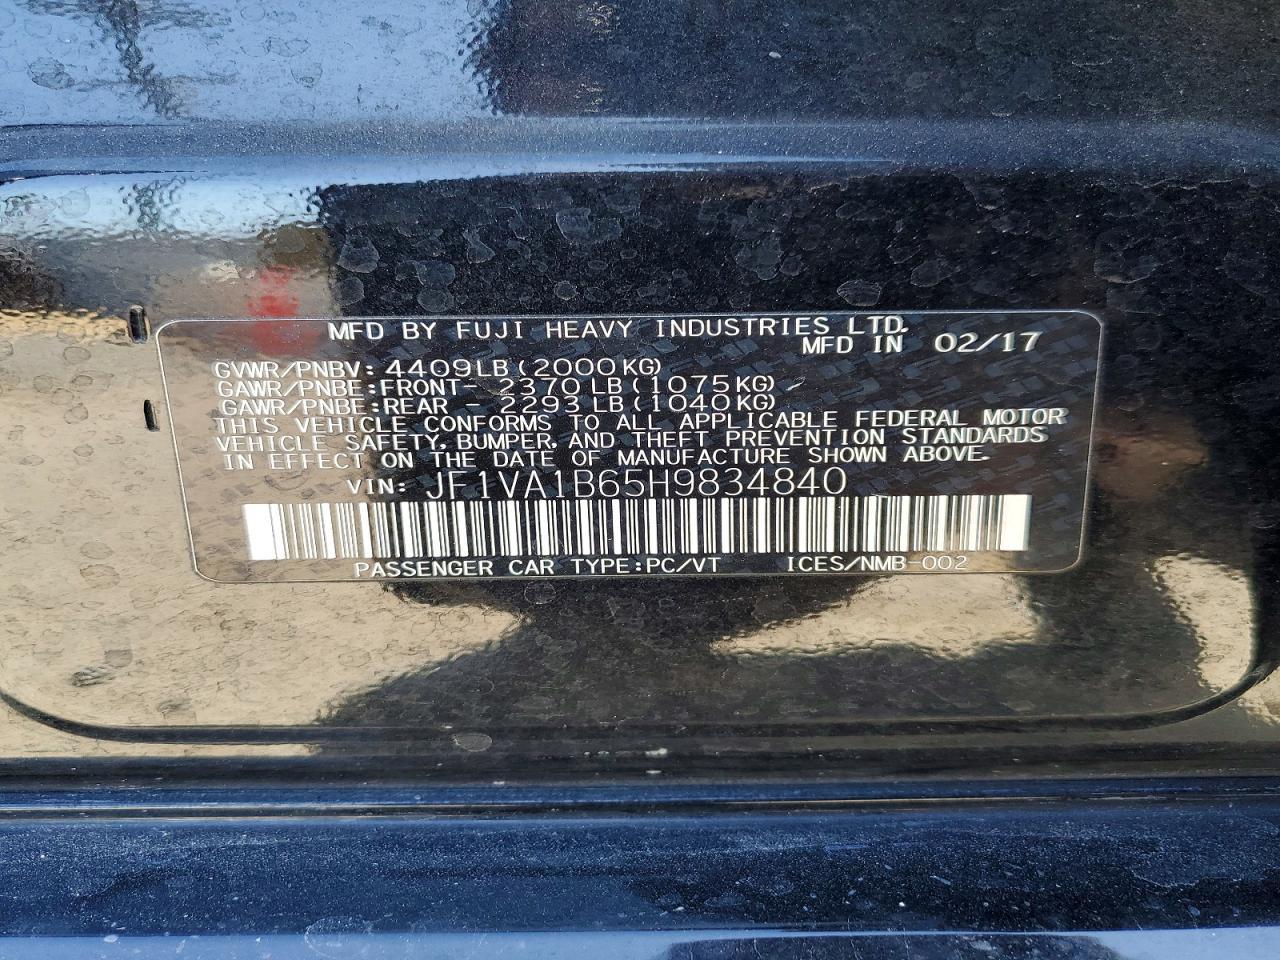 MFD BY FUJI HEAVY INDUSTRIES LTD.
MFD IN 02/17
GVWR/PNBV: 4409LB (2000KG)
GAWR/PNBE:FRONT- 2370LB (1075KG)
GAWR/PNBE:REAR - 2293LB (1040KG)
THIS VEHICLE CONFORMS TO ALL APPLICABLE FEDERAL MOTOR
VEHICLE SAFETY, BUMPER, AND THEFT PREVENTION STANDARDS
IN EFFECT ON THE DATE OF MANUFACTURE SHOWN ABOVE.
VIN: JF1VA1B65H9834840
PASSENGER CAR TYPE:PC/VT ICES/NMB-002